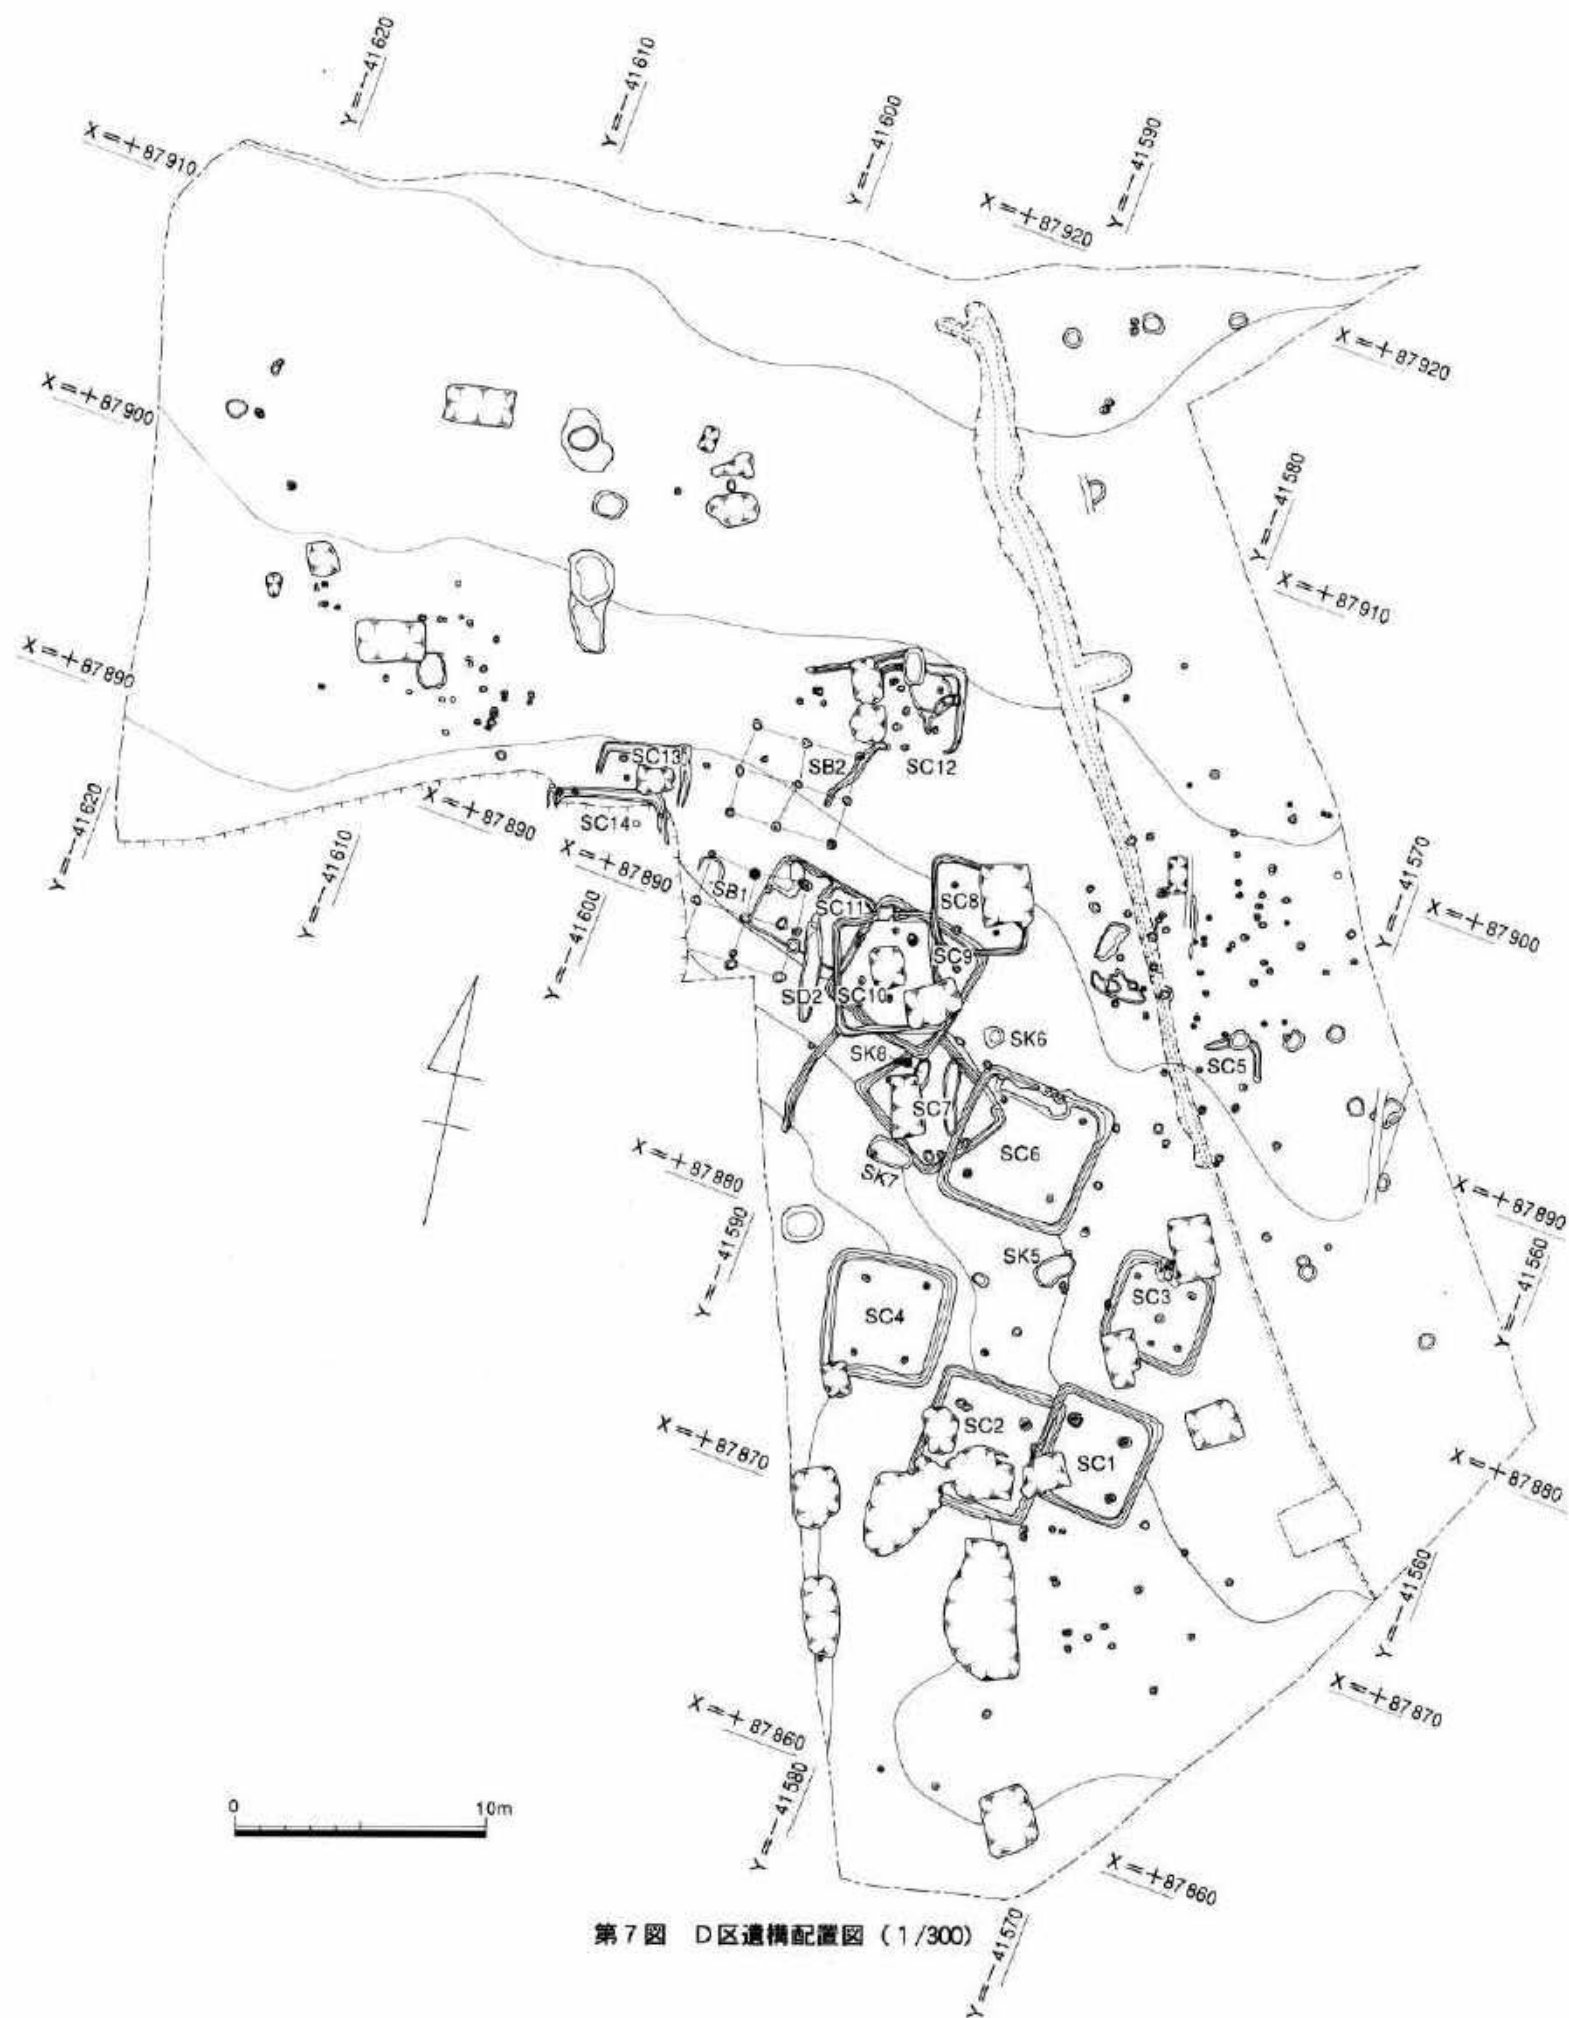 Y=-41620
Y=-41610
Y=-41600
Y=-41590
X=+87910
X=+87920
X=+87920
X=+87900
Y=-41580
X=+87910
X=+87890
SC13
SB2
SC12
Y=-41620
X=+87890
SC14
Y=-41610
X=+87890
Y=-41570
SB1
SC11
SC8
X=+87900
Y=-41600
SC9
SD2
SC10
SK6
SK8
SC5
SC7
SC6
X=+87880
SK7
X=+87890
Y=-41590
SK5
Y=-41560
SC3
SC4
X=+87870
SC2
SC1
X=+87880
Y=-41560
X=+87860
X=+87870
Y=-41580
0 10m
X=+87860
第7図 D区遺構配置図(1/300)
Y=-41570